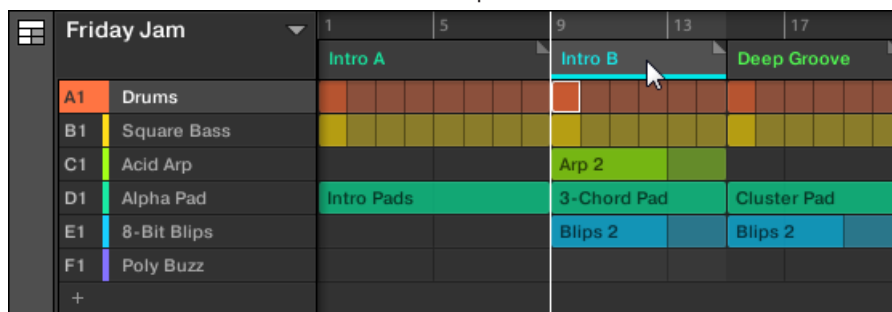 Friday Jam
1 5 9 13 17
Intro A Intro B Deep Groove
A1 Drums
B1 Square Bass
C1 Acid Arp Arp 2
D1 Alpha Pad Intro Pads 3-Chord Pad Cluster Pad
E1 8-Bit Blips Blips 2 Blips 2
F1 Poly Buzz
+